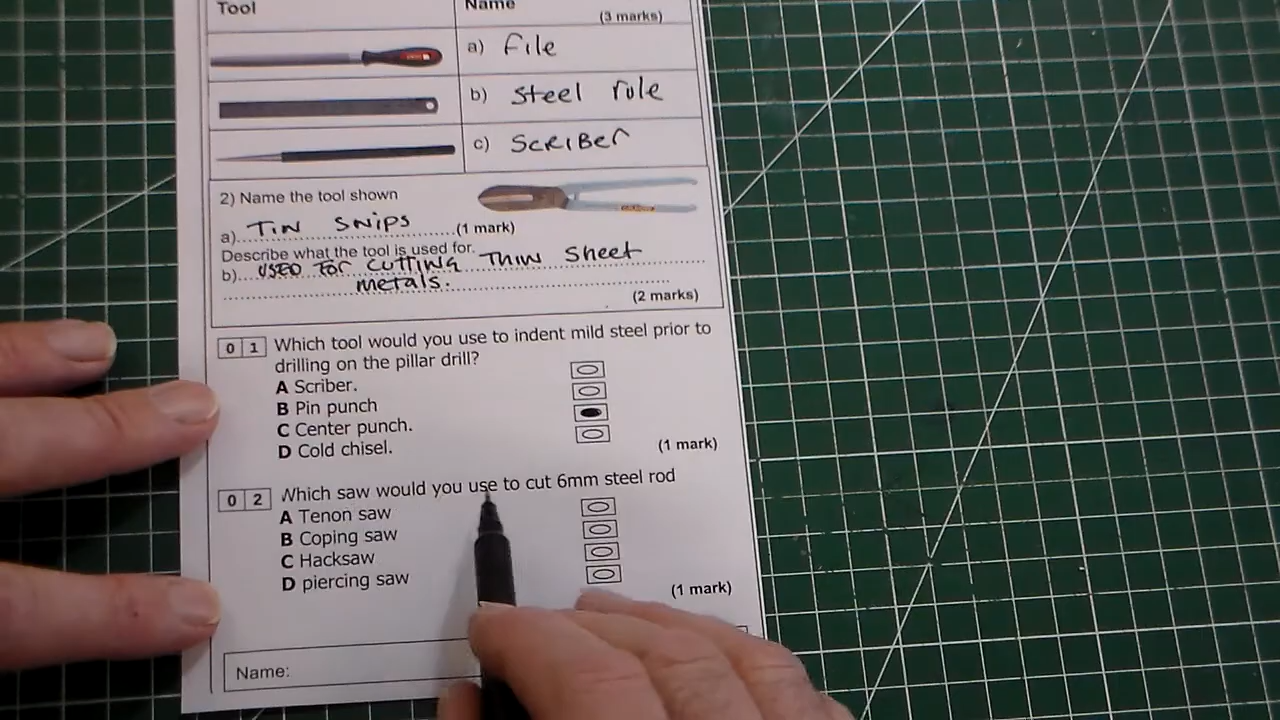 Tool Name
(3 marks)
a) File
b) Steel rule
c) Scriber
2) Name the tool shown
a) Tin snips (1 mark)
Describe what the tool is used for.
b) used for cutting thin sheet
metals.
(2 marks)
0 1 Which tool would you use to indent mild steel prior to
drilling on the pillar drill?
A Scriber.
B Pin punch
C Center punch.
D Cold chisel.
(1 mark)
0 2 Which saw would you use to cut 6mm steel rod
A Tenon saw
B Coping saw
C Hacksaw
D piercing saw
(1 mark)
Name: